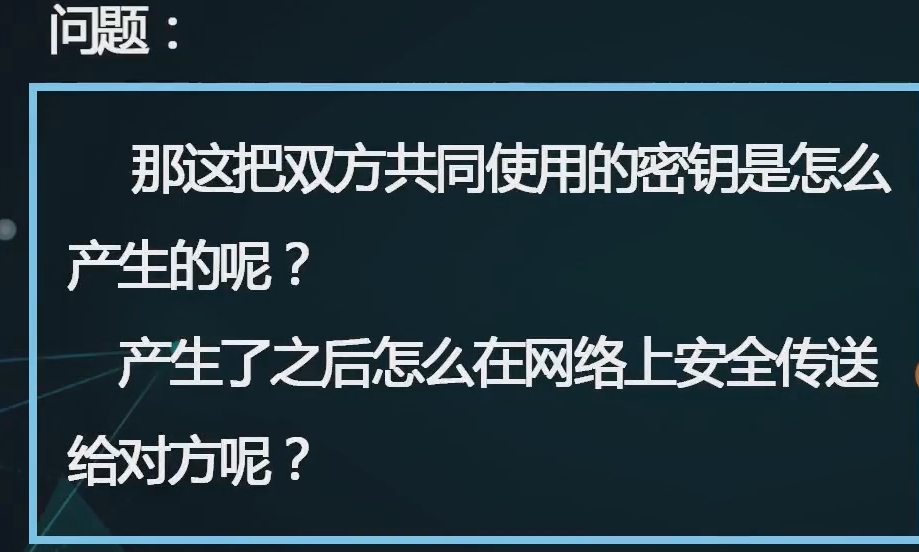 问题：
那这把双方共同使用的密钥是怎么
产生的呢？
产生了之后怎么在网络上安全传送
给对方呢？